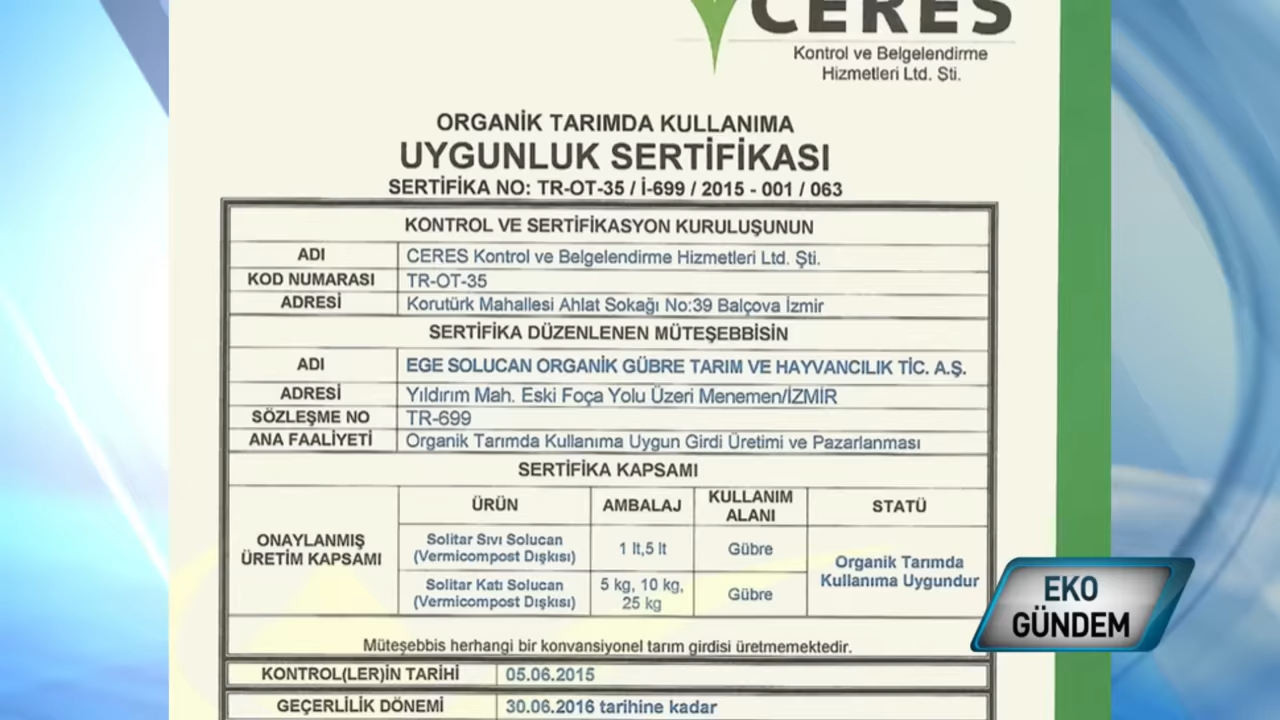 CERES
Kontrol ve Belgelendirme
Hizmetleri Ltd. Şti.
ORGANİK TARIMDA KULLANIMA
UYGUNLUK SERTİFİKASI
SERTİFİKA NO: TR-OT-35 / İ-699 / 2015 - 001 / 063
KONTROL VE SERTİFİKASYON KURULUŞUNUN
ADI CERES Kontrol ve Belgelendirme Hizmetleri Ltd. Şti.
KOD NUMARASI TR-OT-35
ADRESİ Korutürk Mahallesi Ahlat Sokağı No:39 Balçova İzmir
SERTİFİKA DÜZENLENEN MÜTEŞEBBİSİN
ADI EGE SOLUCAN ORGANİK GÜBRE TARIM VE HAYVANCILIK TİC. A.Ş.
ADRESİ Yıldırım Mah. Eski Foça Yolu Üzeri Menemen/İZMİR
SÖZLEŞME NO TR-699
ANA FAALİYETİ Organik Tarımda Kullanıma Uygun Girdi Üretimi ve Pazarlanması
SERTİFİKA KAPSAMI
ONAYLANMIŞ
ÜRETİM KAPSAMI
ÜRÜN AMBALAJ KULLANIM
ALANI STATÜ
Solitar Sıvı Solucan
(Vermicompost Dışkısı) 1 lt,5 lt Gübre
Solitar Katı Solucan
(Vermicompost Dışkısı) 5 kg, 10 kg,
25 kg Gübre
Organik Tarımda
Kullanıma Uygundur
Müteşebbis herhangi bir konvansiyonel tarım girdisi üretmemektedir.
KONTROL(LER)İN TARİHİ 05.06.2015
GEÇERLİLİK DÖNEMİ 30.06.2016 tarihine kadar
EKO
GÜNDEM